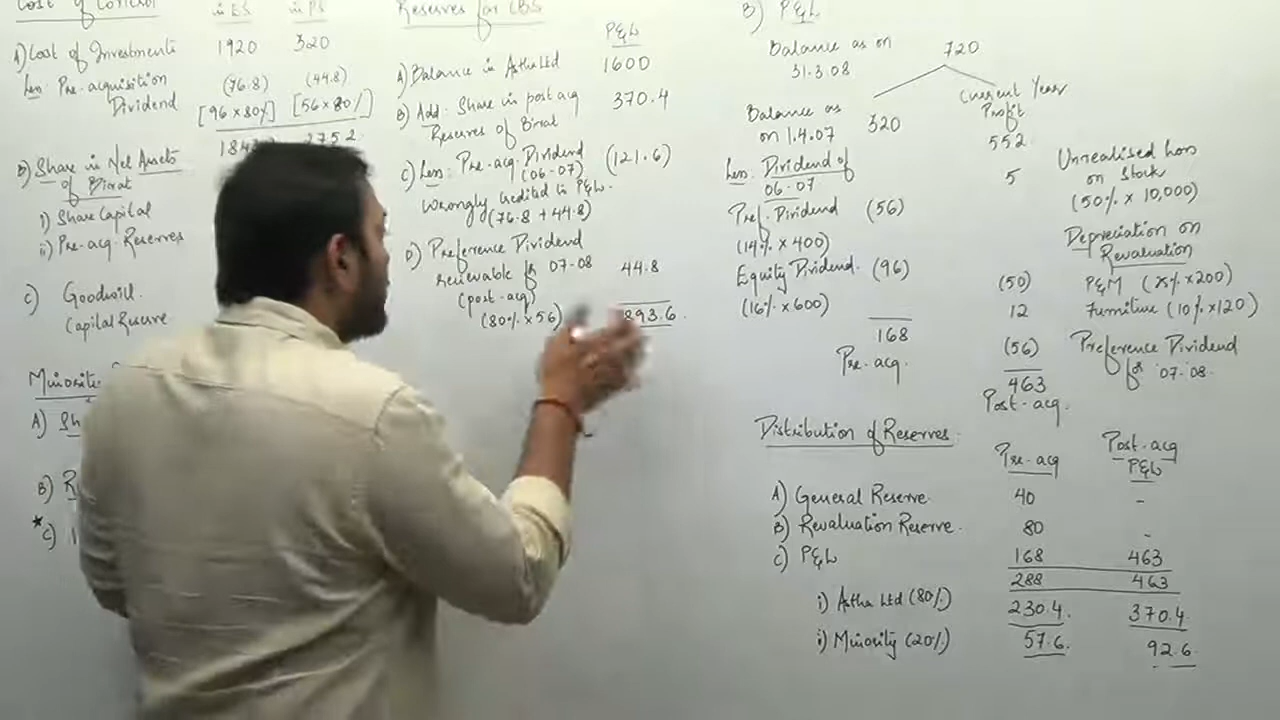 Cost of Control
in ES in PS
A) Cost of Investments 1920 320
Less: Pre-acquisition (76.8) (44.8)
Dividend [96 x 80%] [56 x 80%]
275.2
B) Share in Net Assets
of Birat
i) Share Capital
ii) Pre-acq. Reserves
C) Goodwill
Capital Reserve
A)
B)
* C)
Reserves for CBS
P&L
A) Balance in Astha Ltd 1600
B) Add: Share in post acq 370.4
Reserves of Birat
C) Less: Pre-acq. Dividend (121.6)
(06-07)
Wrongly credited in P&L.
(76.8 + 44.8)
D) Preference Dividend
receivable for 07-08 44.8
(post-acq)
(80% x 56) 893.6
B) P&L
Balance as on 720
31.3.08
Current Year
Profit
Balance as
on 1.4.07 320
552
Less: Dividend of
06-07
Pref. Dividend (56)
(14% x 400)
Equity Dividend (96)
(16% x 600)
168
Pre-acq.
5 Unrealised
on Stock
(50% x 10,000)
Depreciation on
Revaluation
(50) P&M (25% x 200)
12 Furniture (10% x 120)
(56) Preference Dividend
for '07-'08.
463
Post-acq.
Distribution of Reserves.
Pre-acq Post-acq
P&L
A) General Reserve. 40 -
B) Revaluation Reserve. 80 -
C) P&L 168 463
288 463
i) Astha Ltd (80%) 230.4 370.4
i) Minority (20%) 57.6 92.6